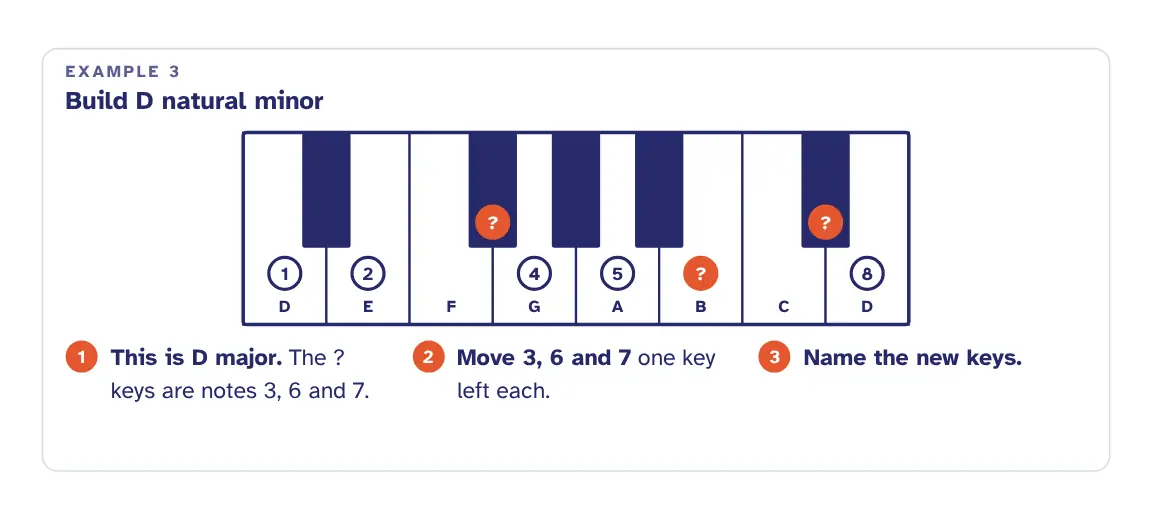 EXAMPLE 3
Build D natural minor
? ?
1 2 4 5 ? 8
D E F G A B C D
1 This is D major. The ?
keys are notes 3, 6 and 7.
2 Move 3, 6 and 7 one key
left each.
3 Name the new keys.